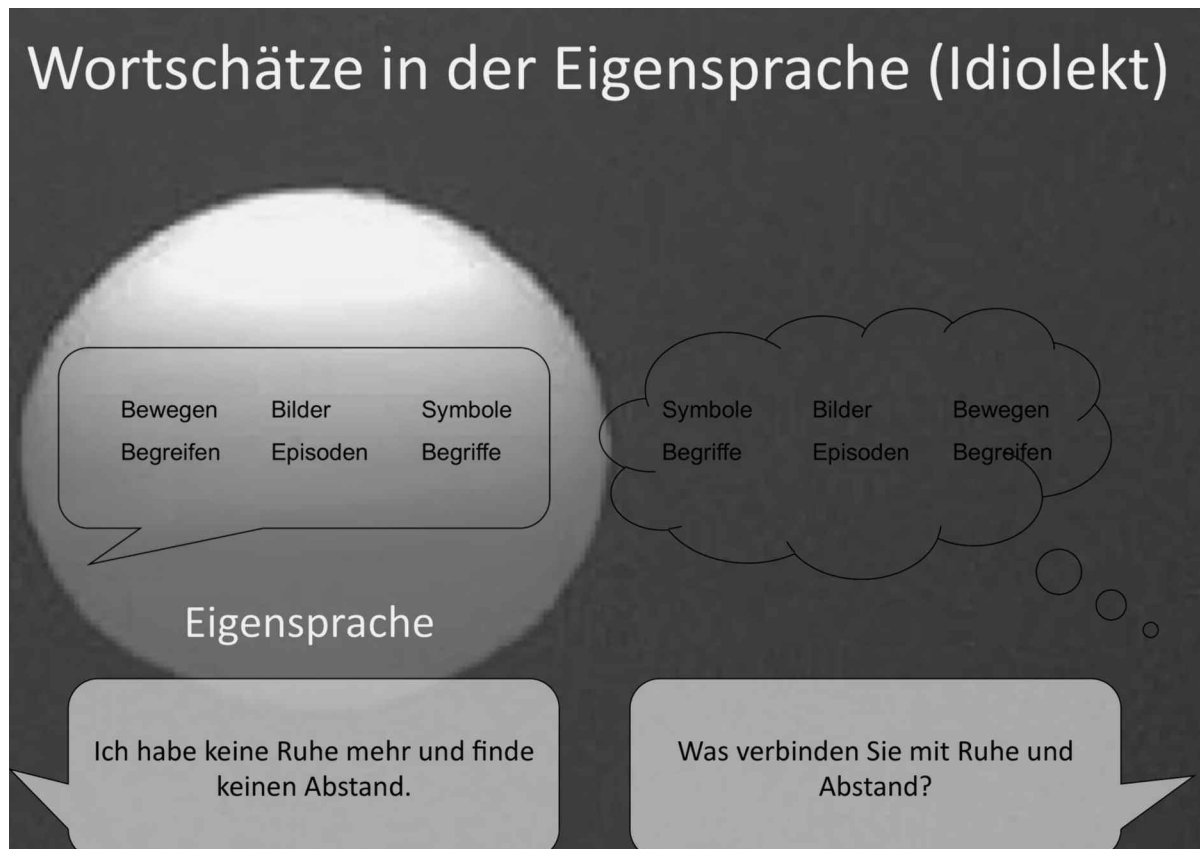 Wortschätze in der Eigensprache (Idiolekt)
Bewegen Bilder Symbole
Begreifen Episoden Begriffe
Symbole Bilder Bewegen
Begriffe Episoden Begreifen
Eigensprache
Ich habe keine Ruhe mehr und finde
keinen Abstand.
Was verbinden Sie mit Ruhe und
Abstand?